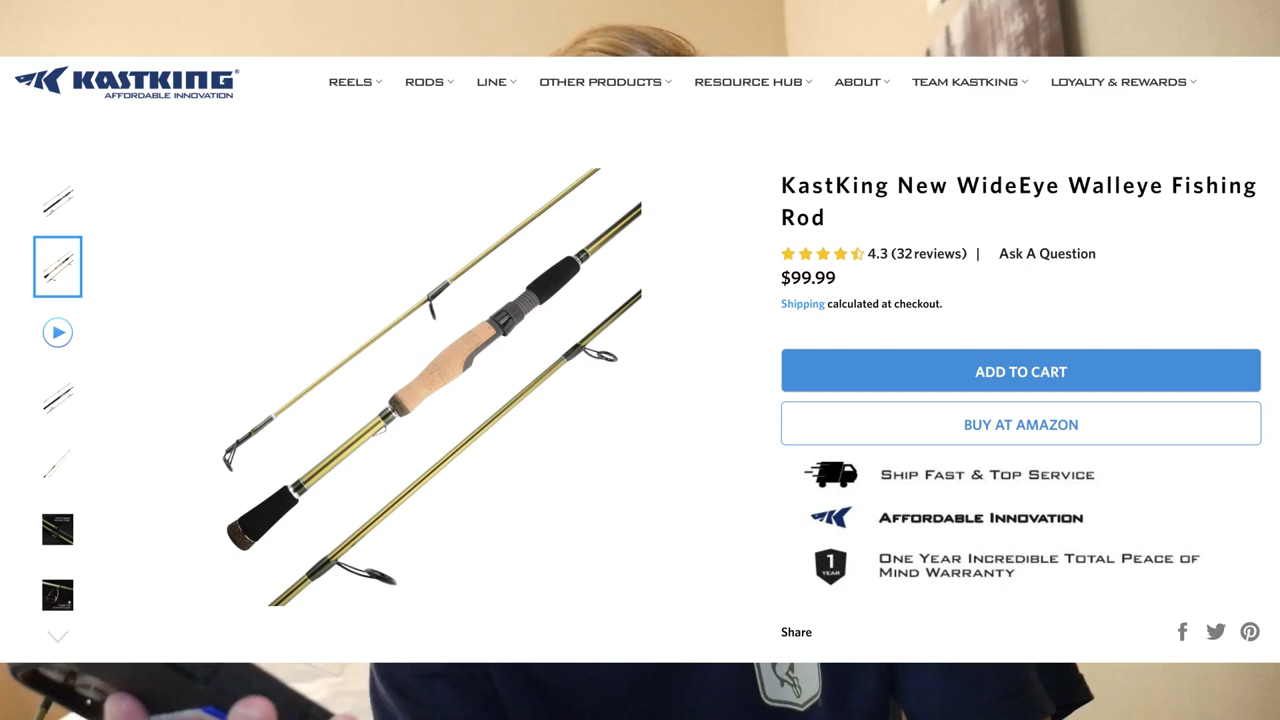 KASTKING®
AFFORDABLE INNOVATION
REELS RODS LINE OTHER PRODUCTS RESOURCE HUB ABOUT TEAM KASTKING LOYALTY & REWARDS
KastKing New WideEye Walleye Fishing
Rod
4.3 (32 reviews) | Ask A Question
$99.99
Shipping calculated at checkout.
ADD TO CART
BUY AT AMAZON
SHIP FAST & TOP SERVICE
AFFORDABLE INNOVATION
1
YEAR
ONE YEAR INCREDIBLE TOTAL PEACE OF
MIND WARRANTY
Share